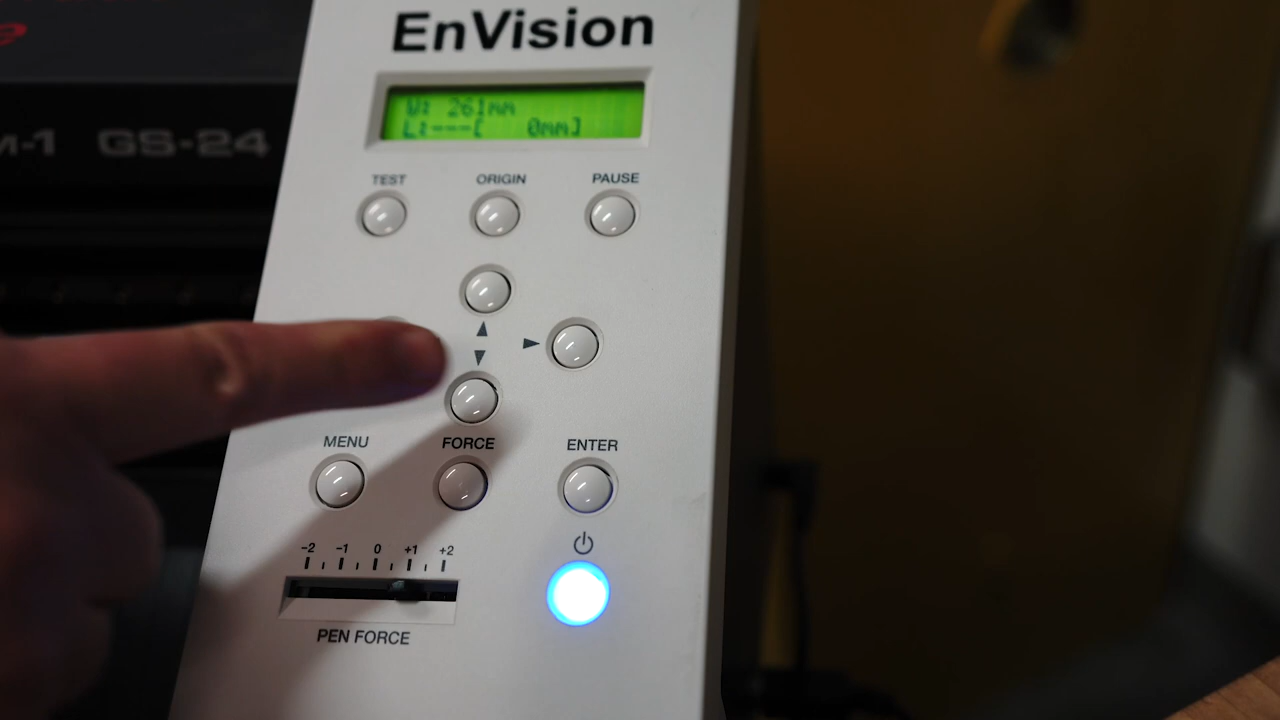 EnVision
W: 261mm
L:---[ 0mm]
GS-24
TEST ORIGIN PAUSE
MENU FORCE ENTER
-2 -1 0 +1 +2
PEN FORCE